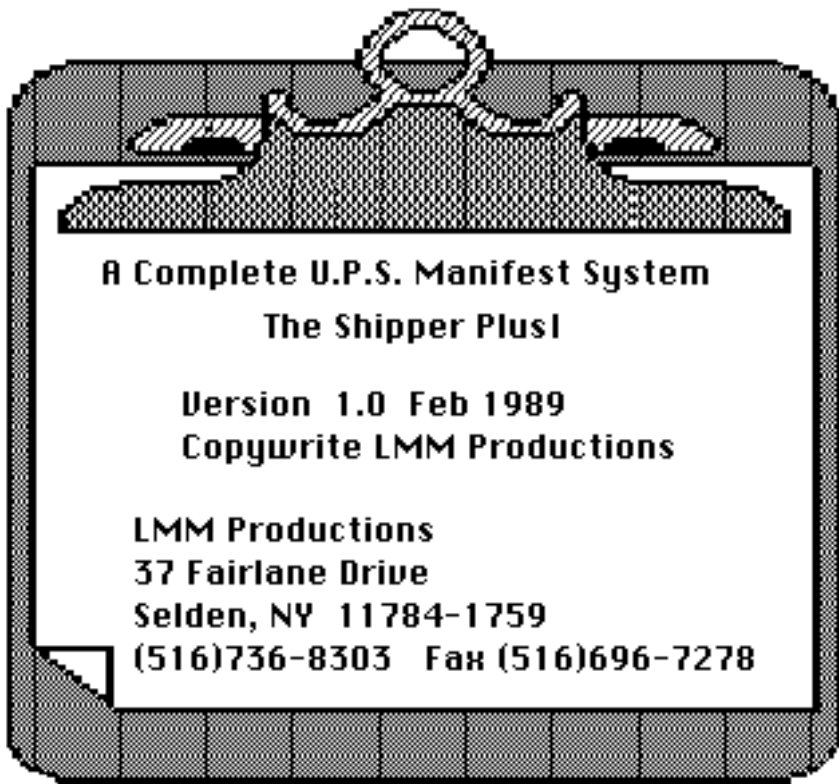 A Complete U.P.S. Manifest System
The Shipper PlusI
Version 1.0 Feb 1989
Copywrite LMM Productions
LMM Productions
37 Fairlane Drive
Selden, NY 11784-1759
(516)736-8303 Fax (516)696-7278